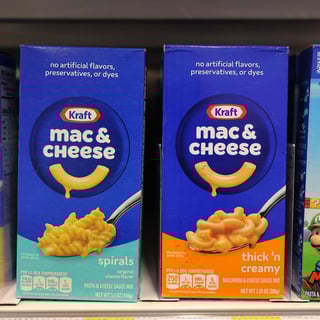 no artificial flavors,
preservatives, or dyes
Kraft
mac &
cheese
spirals
original
cheese flavor
PASTA & CHEESE SAUCE MIX
no artificial flavors,
preservatives, or dyes
Kraft
mac &
cheese
thick 'n
creamy
MACARONI & CHEESE SAUCE MIX